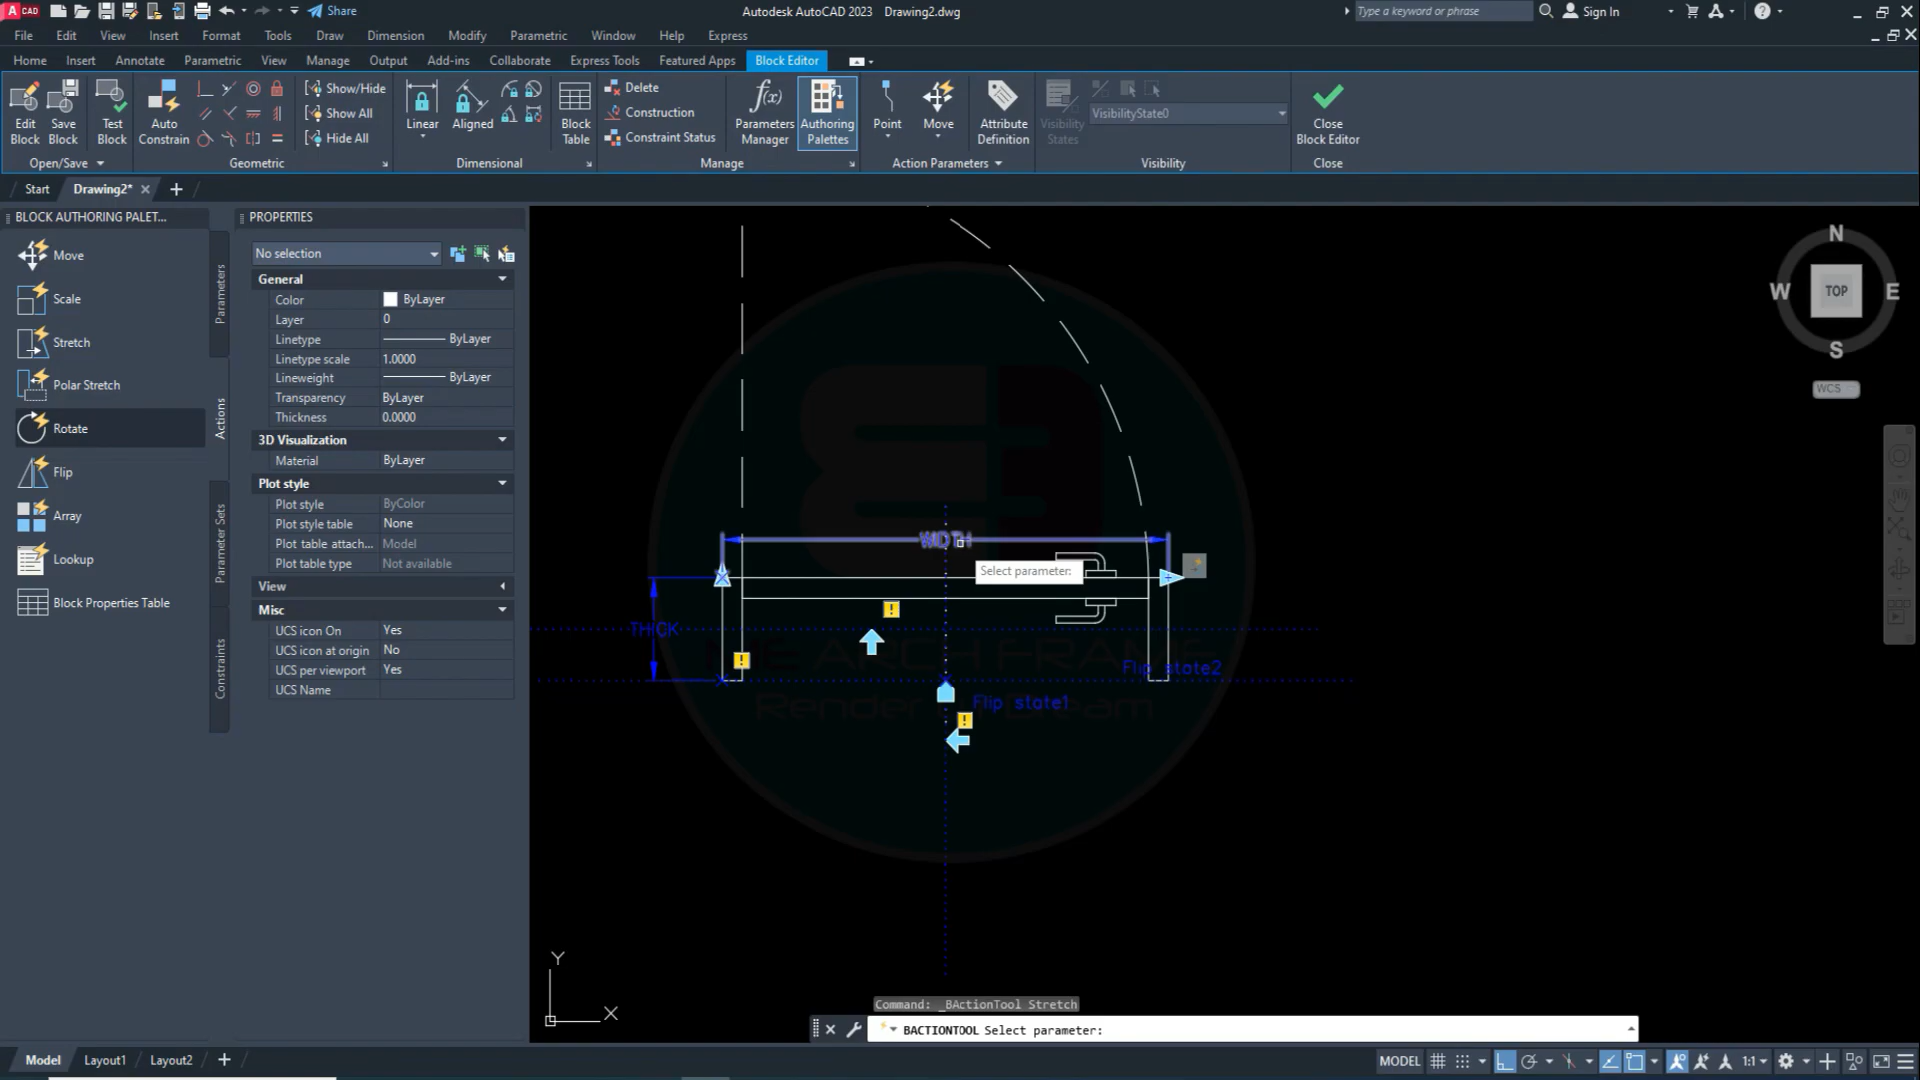 CAD
Share
Autodesk AutoCAD 2023 Drawing2.dwg
Type a keyword or phrase
Sign In
File Edit View Insert Format Tools Draw Dimension Modify Parametric Window Help Express
Home Insert Annotate Parametric View Manage Output Add-ins Collaborate Express Tools Featured Apps Block Editor
Edit Block
Save Block
Test Block
Open/Save
Auto Constrain
Show/Hide
Show All
Hide All
Geometric
Linear
Aligned
Dimensional
Block Table
Delete
Construction
Constraint Status
f(x)
Parameters Manager
Authoring Palettes
Manage
Point
Move
Action Parameters
Attribute Definition
Visibility States
VisibilityState0
Visibility
Close Block Editor
Close
Start
Drawing2*
BLOCK AUTHORING PALET...
Move
Scale
Stretch
Polar Stretch
Rotate
Flip
Array
Lookup
Block Properties Table
Parameters
Actions
Parameter Sets
Constraints
PROPERTIES
No selection
General
Color ByLayer
Layer 0
Linetype ByLayer
Linetype scale 1.0000
Lineweight ByLayer
Transparency ByLayer
Thickness 0.0000
3D Visualization
Material ByLayer
Plot style
Plot style ByColor
Plot style table None
Plot table attach... Model
Plot table type Not available
View
Misc
UCS icon On Yes
UCS icon at origin No
UCS per viewport Yes
UCS Name
N
W TOP E
S
WCS
WIDTH
Select parameter:
THICK
ARCH FRAME
Flip state2
Flip state1
Y
X
Command: _BActionTool Stretch
BACTIONTOOL Select parameter:
Model Layout1 Layout2
MODEL
1:1